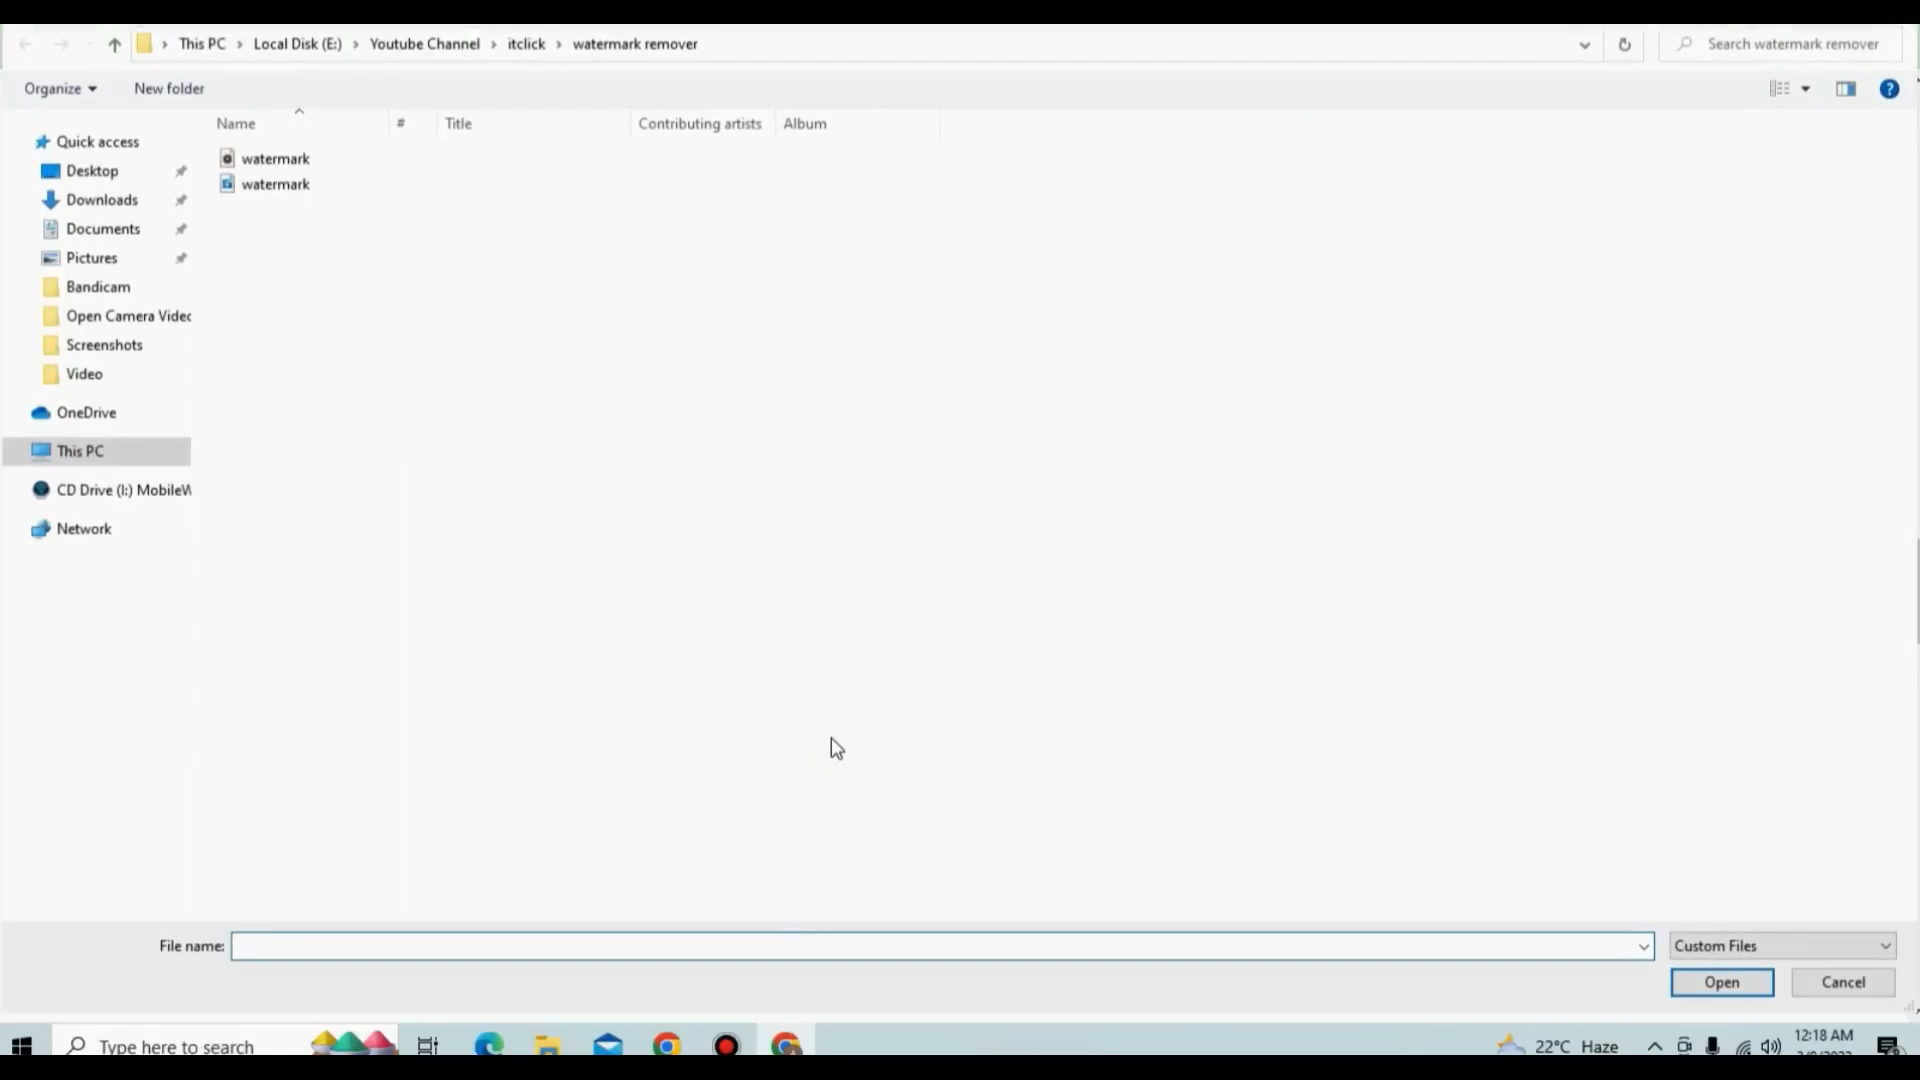 This PC > Local Disk (E:) > Youtube Channel > itclick > watermark remover
Search watermark remover
Organize
New folder
Name
#
Title
Contributing artists
Album
watermark
watermark
Quick access
Desktop
Downloads
Documents
Pictures
Bandicam
Open Camera Videc
Screenshots
Video
OneDrive
This PC
CD Drive (I:) MobileW
Network
File name:
Custom Files
Open
Cancel
Type here to search
22°C Haze
12:18 AM